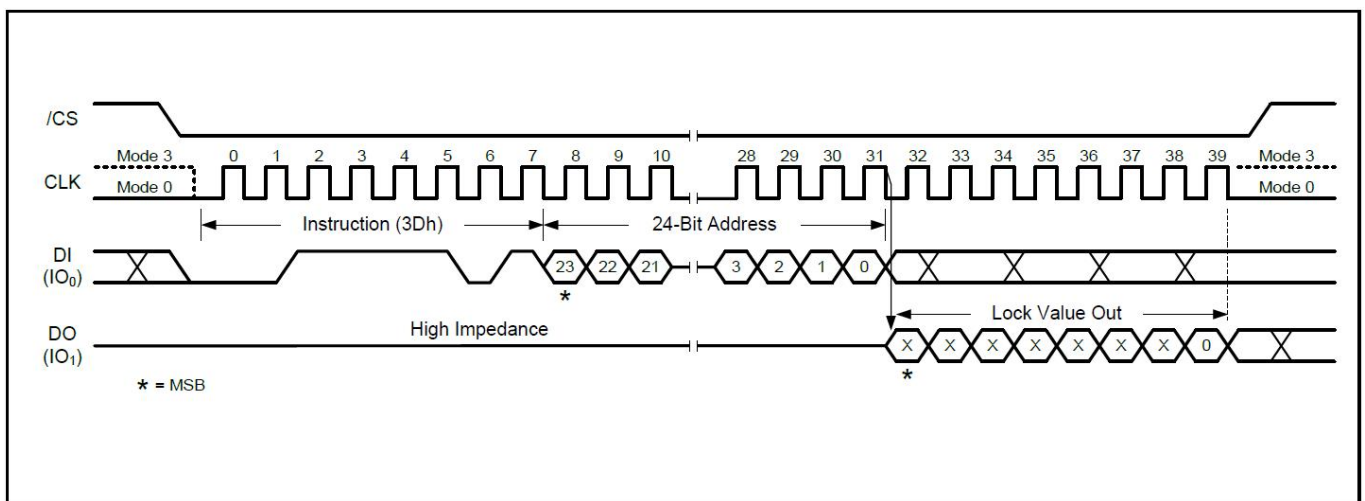 /CS
Mode 3 0 1 2 3 4 5 6 7 8 9 10 28 29 30 31 32 33 34 35 36 37 38 39 Mode 3
CLK
Mode 0 Mode 0
Instruction (3Dh) 24-Bit Address
DI
(IO₀)
23 22 21 3 2 1 0
*
Lock Value Out
High Impedance
DO
(IO₁)
X X X X X X X 0
* = MSB *